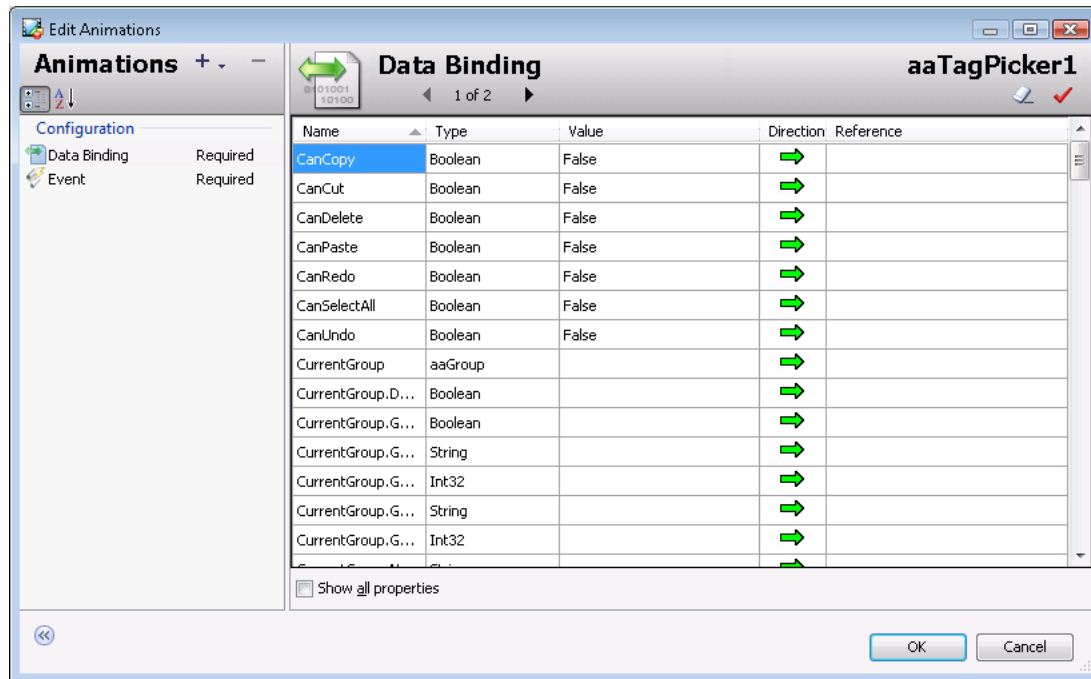 Edit Animations
Animations
Data Binding
aaTagPicker1
1 of 2
Configuration
Data Binding Required
Event Required
Name Type Value Direction Reference
CanCopy Boolean False
CanCut Boolean False
CanDelete Boolean False
CanPaste Boolean False
CanRedo Boolean False
CanSelectAll Boolean False
CanUndo Boolean False
CurrentGroup aaGroup
CurrentGroup.D... Boolean
CurrentGroup.G... Boolean
CurrentGroup.G... String
CurrentGroup.G... Int32
CurrentGroup.G... String
CurrentGroup.G... Int32
Show all properties
OK Cancel